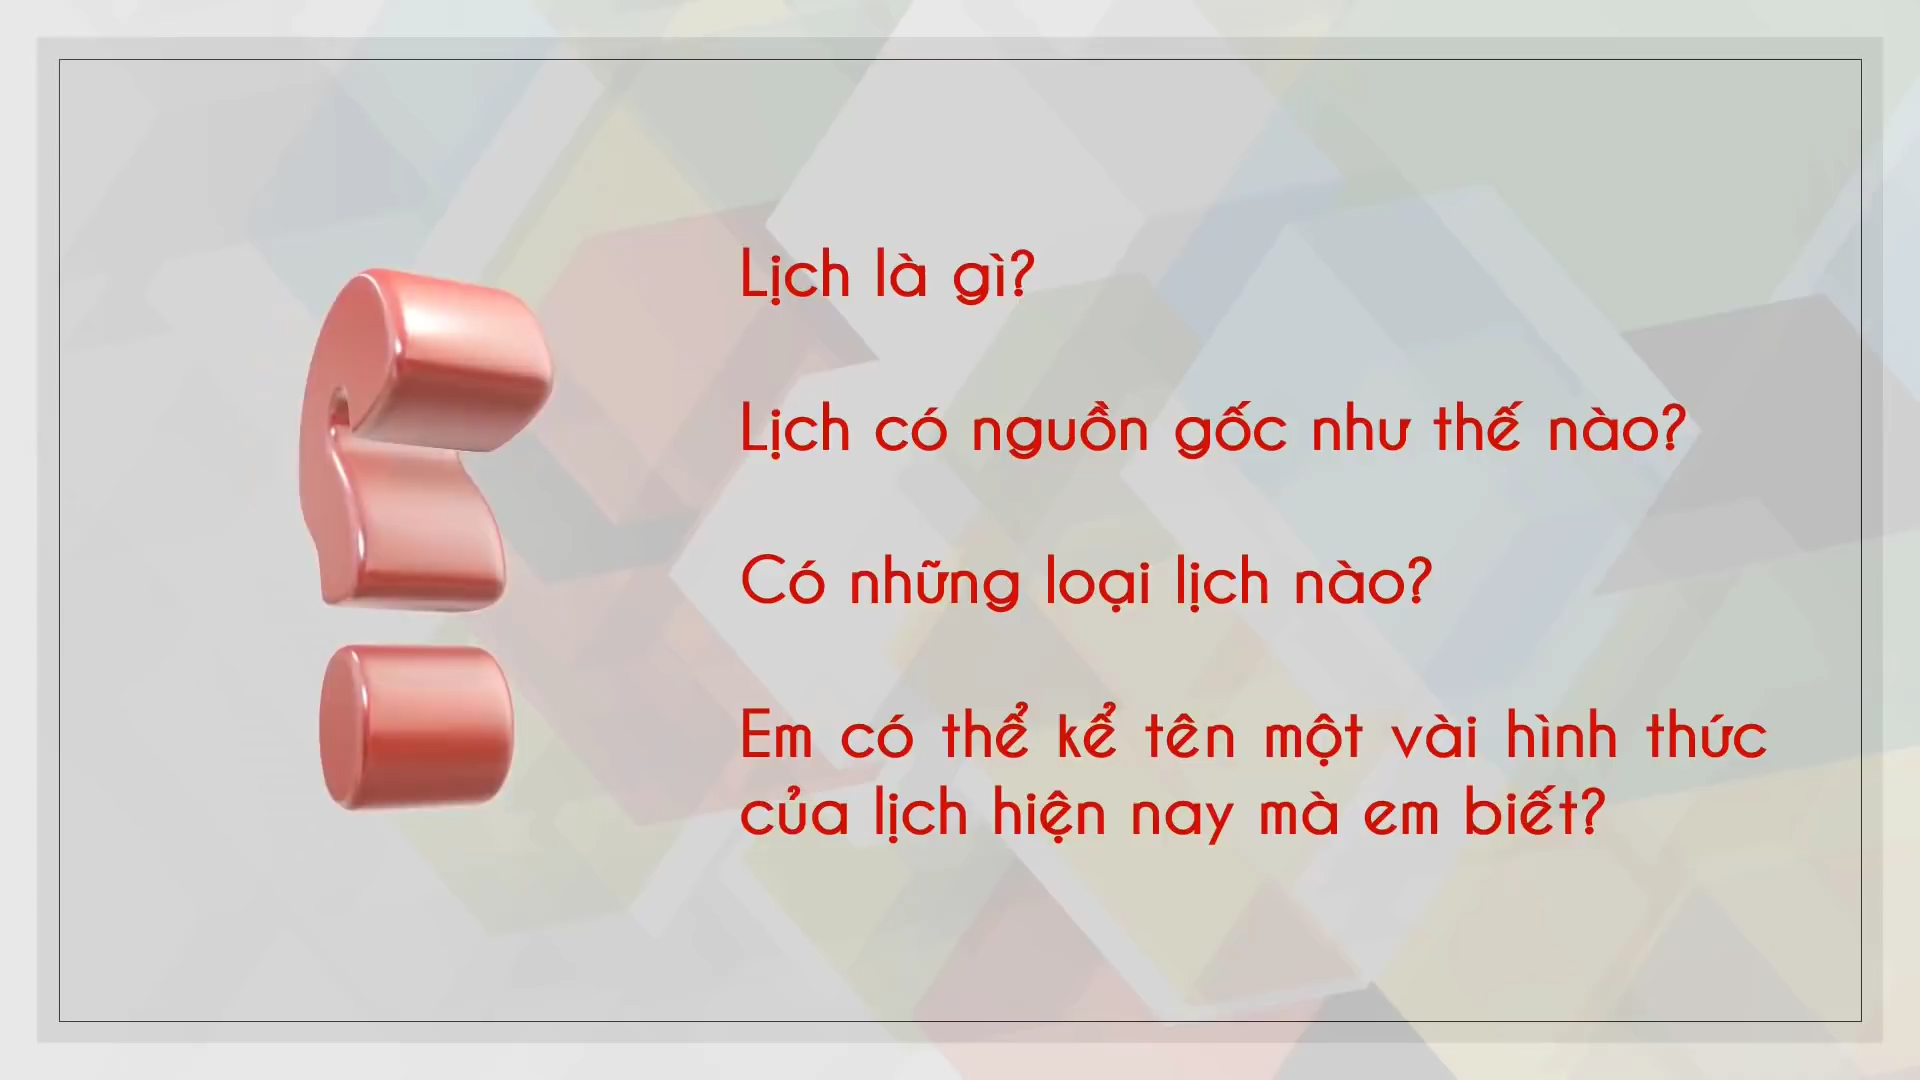 Lịch là gì?
Lịch có nguồn gốc như thế nào?
Có những loại lịch nào?
Em có thể kể tên một vài hình thức
của lịch hiện nay mà em biết?